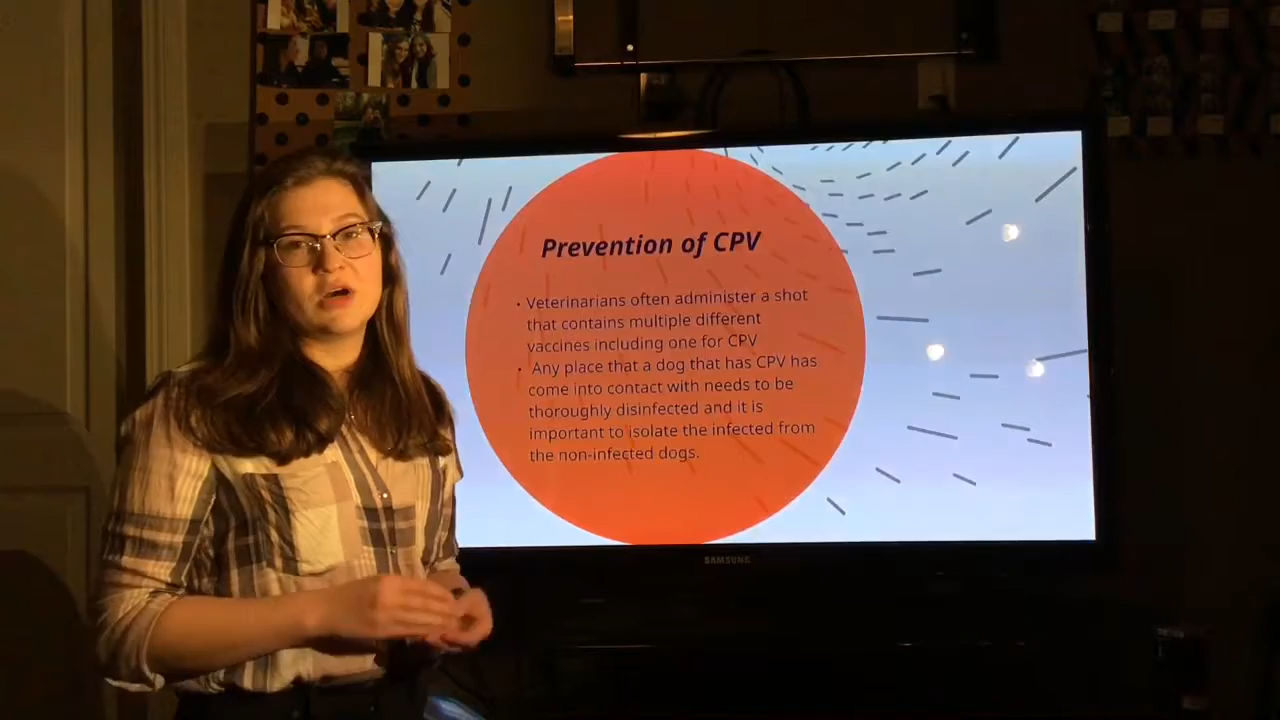 Prevention of CPV
• Veterinarians often administer a shot
that contains multiple different
vaccines including one for CPV
• Any place that a dog that has CPV has
come into contact with needs to be
thoroughly disinfected and it is
important to isolate the infected from
the non-infected dogs.
SAMSUNG